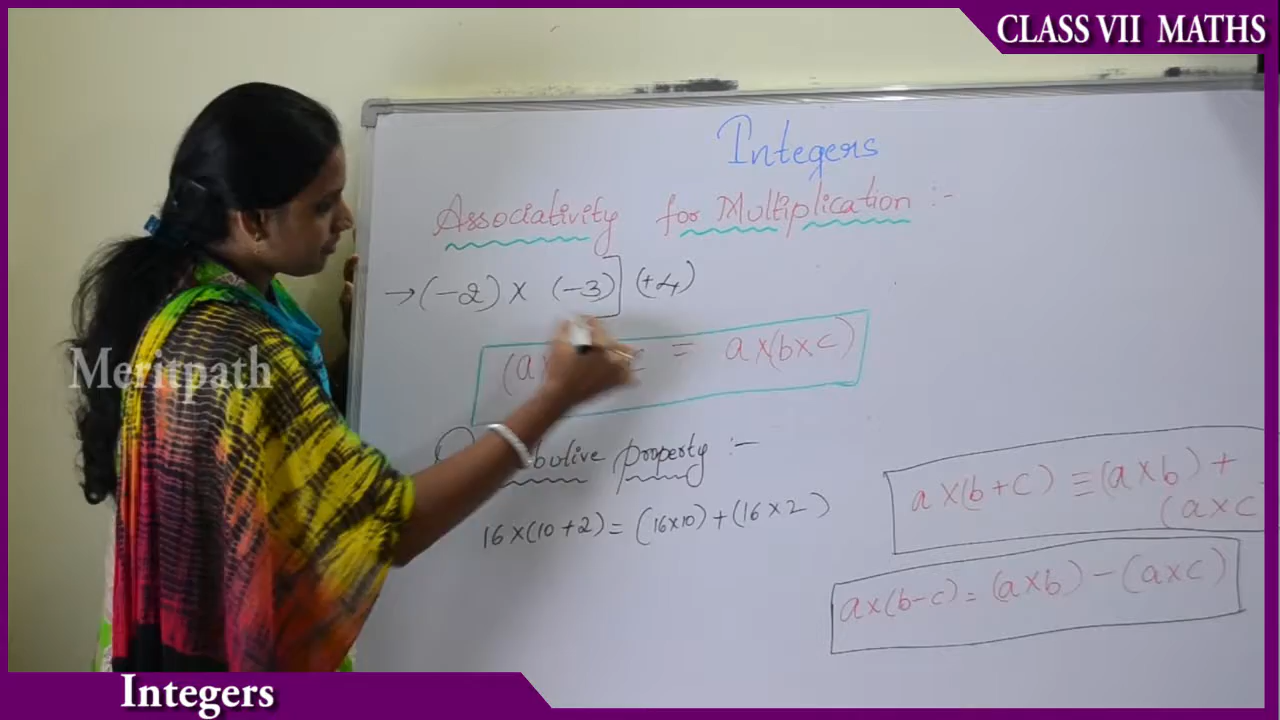 CLASS VII MATHS
Integers
Associativity for Multiplication :-
→ (-2) × (-3)] (+4)
(a× c = a×(b×c)
property :-
16×(10+2) = (16×10)+(16×2)
a×(b+c) = (a×b)+
(a×c
a×(b-c) = (a×b)-(a×c)
Meritpath
Integers